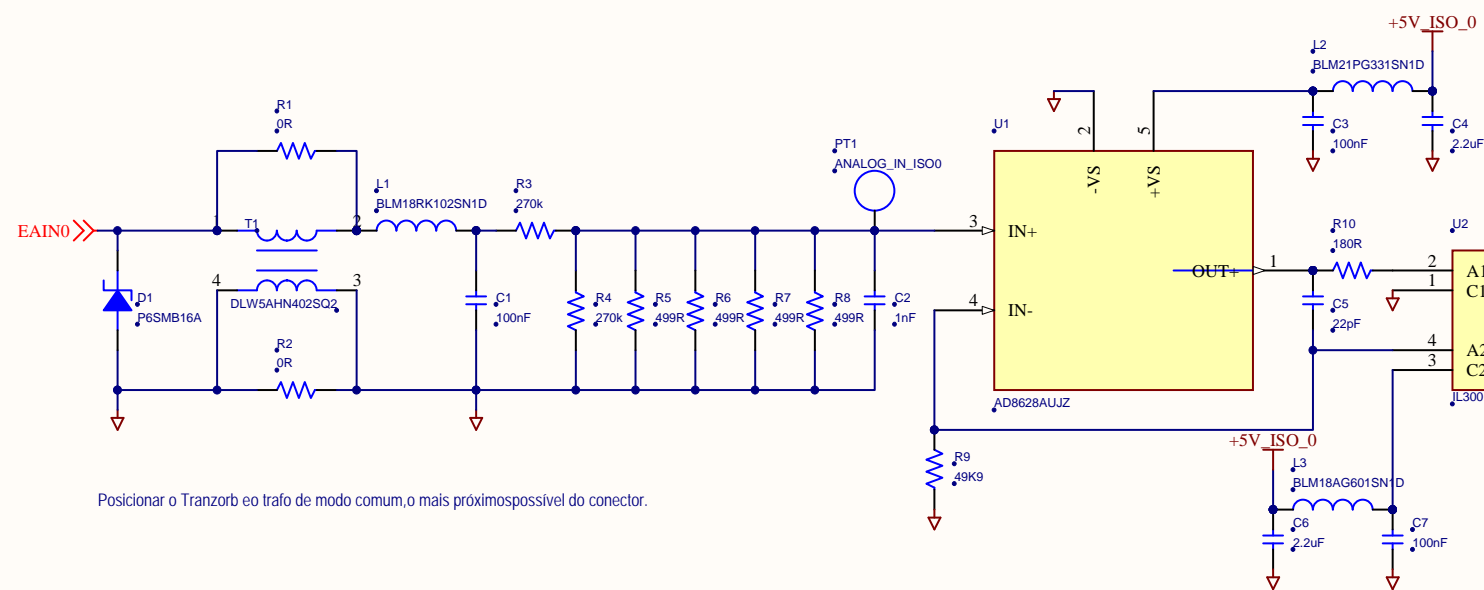 +5V_ISO_0
L2
BLM21PG331SN1D
C3
100nF
C4
2.2uF
R1
0R
U1
2
5
-VS
+VS
PT1
ANALOG_IN_ISO0
L1
BLM18RK102SN1D
R3
270k
EAIN0
1
T1
2
3
IN+
R10
180R
U2
4
3
DLW5AHN402SQ2
D1
P6SMB16A
C1
100nF
R4
270k
R5
499R
R6
499R
R7
499R
R8
499R
C2
1nF
4
IN-
OUT+
1
2
A1
1
C1
C5
22pF
4
A2
3
C2
R2
0R
AD8628AUJZ
IL300
+5V_ISO_0
R9
49K9
L3
BLM18AG601SN1D
C6
2.2uF
C7
100nF
Posicionar o Tranzorb eo trafo de modo comum,o mais próximospossível do conector.